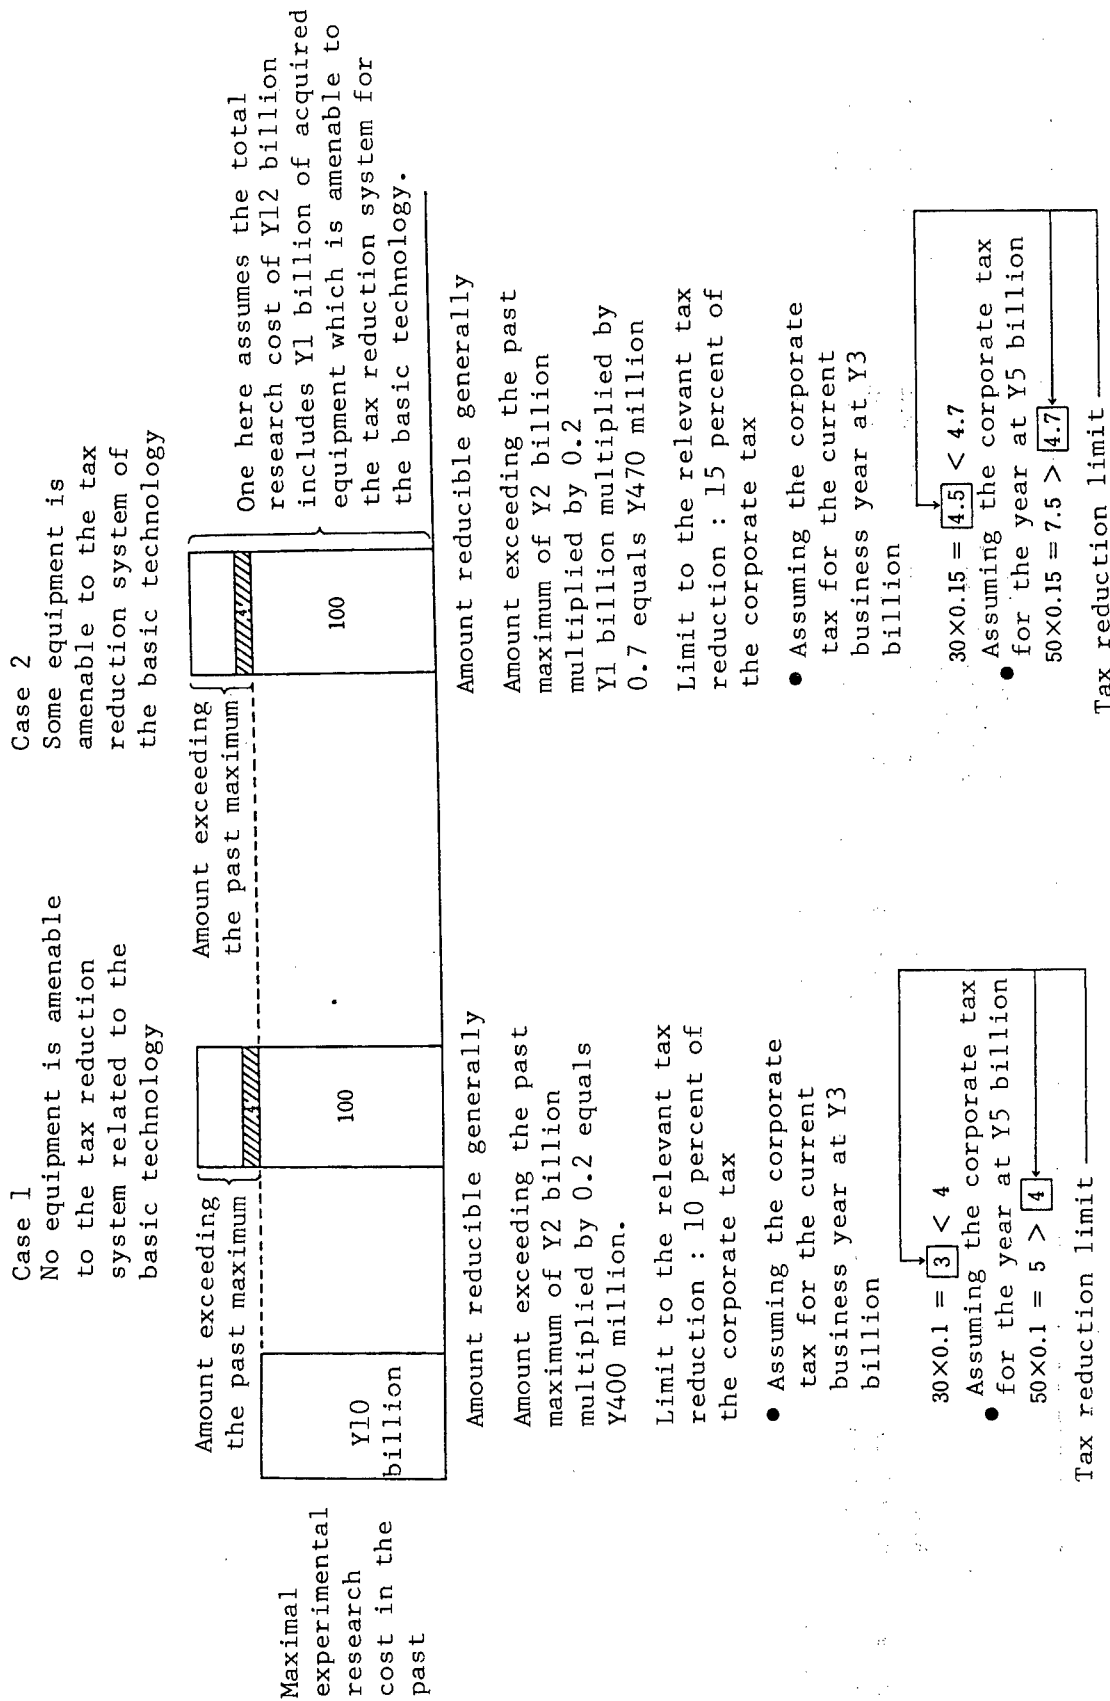 Case 1
No equipment is amenable
to the tax reduction
system related to the
basic technology
Case 2
Some equipment is
amenable to the tax
reduction system of
the basic technology
Amount exceeding
the past maximum
Amount exceeding
the past maximum
One here assumes the total
research cost of Y12 billion
includes Y1 billion of acquired
equipment which is amenable to
the tax reduction system for
the basic technology.
Maximal
experimental
research
cost in the
past
Y10
billion
100
100
Amount reducible generally
Amount exceeding the past
maximum of Y2 billion
multiplied by 0.2 equals
Y400 million.
Limit to the relevant tax
reduction : 10 percent of
the corporate tax
● Assuming the corporate
tax for the current
business year at Y3
billion
30×0.1 = 3 < 4
● Assuming the corporate tax
for the year at Y5 billion
50×0.1 = 5 > 4
Tax reduction limit
Amount reducible generally
Amount exceeding the past
maximum of Y2 billion
multiplied by 0.2
Y1 billion multiplied by
0.7 equals Y470 million
Limit to the relevant tax
reduction : 15 percent of
the corporate tax
● Assuming the corporate
tax for the current
business year at Y3
billion
30×0.15 = 4.5 < 4.7
● Assuming the corporate tax
for the year at Y5 billion
50×0.15 = 7.5 > 4.7
Tax reduction limit